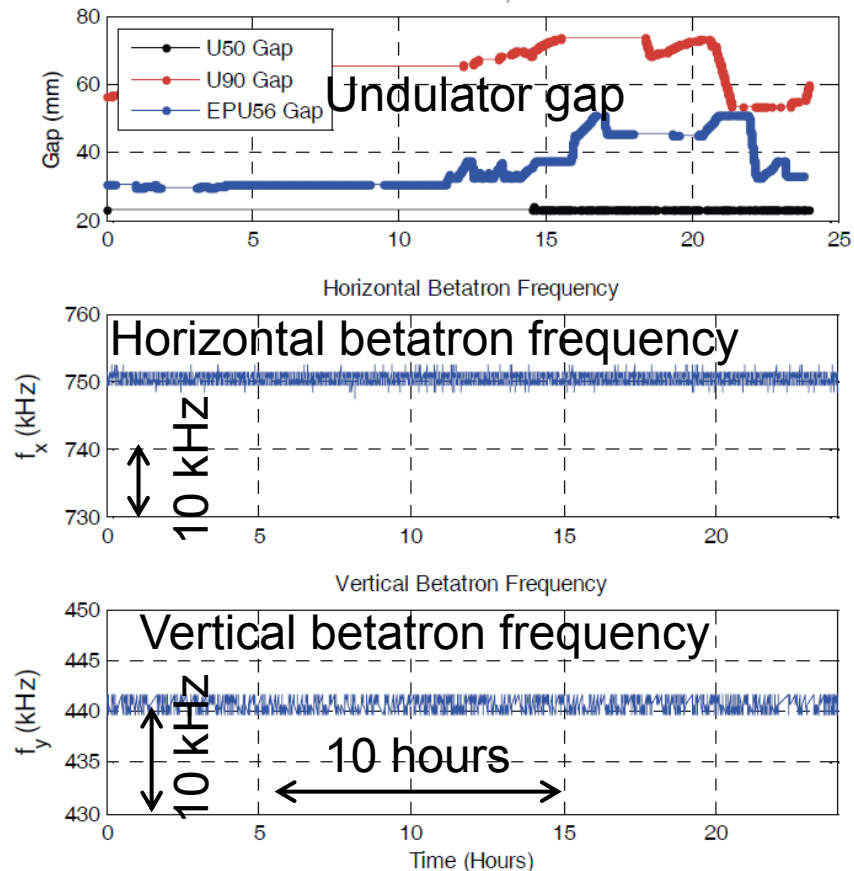 80
U50 Gap
U90 Gap
EPU56 Gap
Undulator gap
60
40
20
Gap (mm)
0 5 10 15 20 25
Horizontal Betatron Frequency
760
Horizontal betatron frequency
750
740
730
f_x (kHz)
10 kHz
0 5 10 15 20
Vertical Betatron Frequency
450
Vertical betatron frequency
445
440
435
430
f_y (kHz)
10 kHz
10 hours
0 5 10 15 20
Time (Hours)